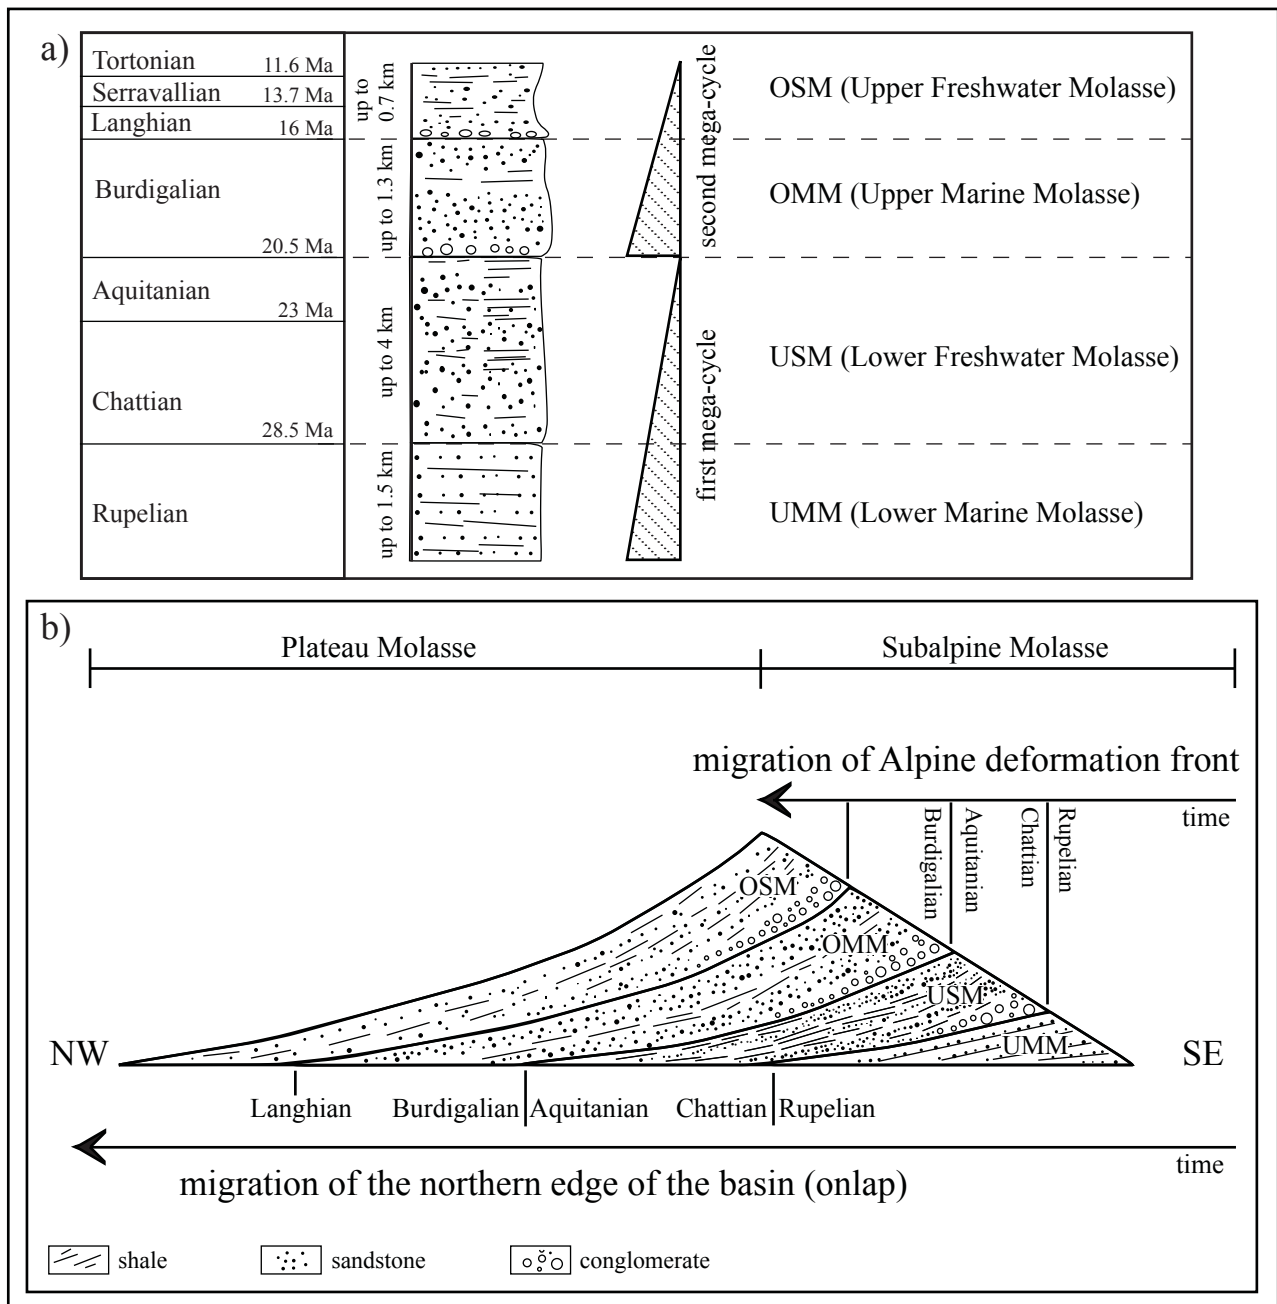 a)
Tortonian 11.6 Ma
Serravallian 13.7 Ma
Langhian 16 Ma
Burdigalian
20.5 Ma
Aquitanian
23 Ma
Chattian
28.5 Ma
Rupelian
up to
0.7 km
up to 1.3 km
up to 4 km
up to 1.5 km
second mega-cycle
first mega-cycle
OSM (Upper Freshwater Molasse)
OMM (Upper Marine Molasse)
USM (Lower Freshwater Molasse)
UMM (Lower Marine Molasse)
b)
Plateau Molasse
Subalpine Molasse
migration of Alpine deformation front
time
Burdigalian
Aquitanian
Chattian
Rupelian
OSM
OMM
USM
UMM
NW
SE
Langhian
Burdigalian
Aquitanian
Chattian
Rupelian
time
migration of the northern edge of the basin (onlap)
shale
sandstone
conglomerate